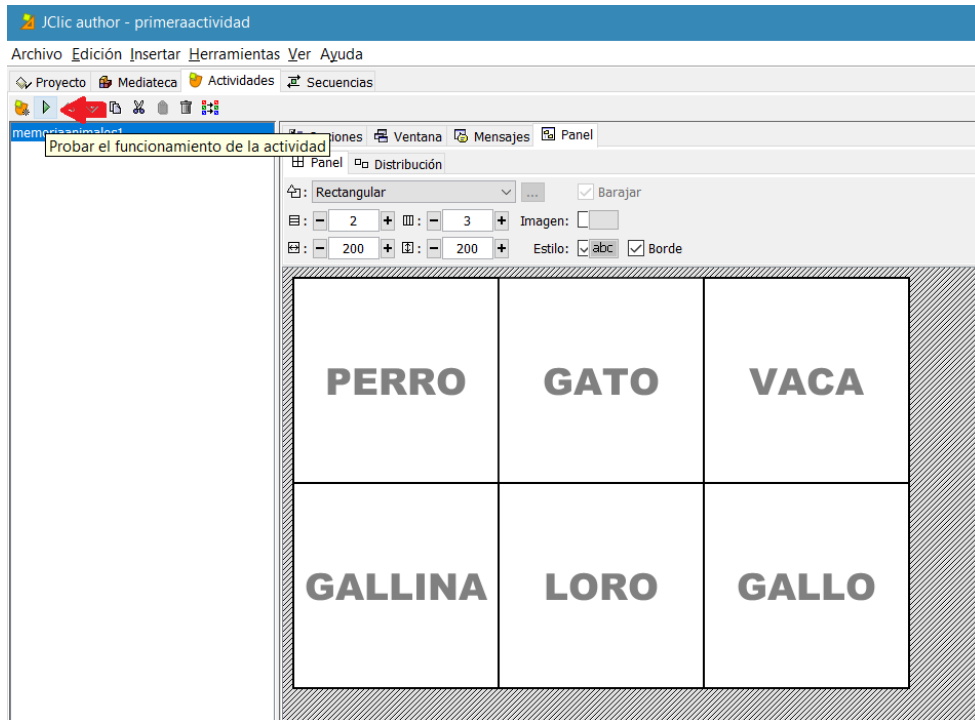 JClic author - primeraactividad
Archivo Edición Insertar Herramientas Ver Ayuda
Proyecto Mediateca Actividades Secuencias
memoriaanimales1
Probar el funcionamiento de la actividad
Ventana Mensajes Panel
Panel Distribución
: Rectangular ... Barajar
: - 2 + : - 3 + Imagen:
: - 200 + : - 200 + Estilo: abc Borde
PERRO GATO VACA
GALLINA LORO GALLO